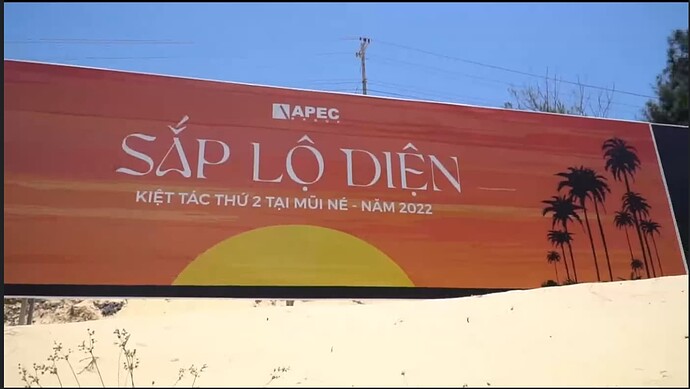 APEC
SẮP LỘ DIỆN
KIỆT TÁC THỨ 2 TẠI MŨI NÉ - NĂM 2022